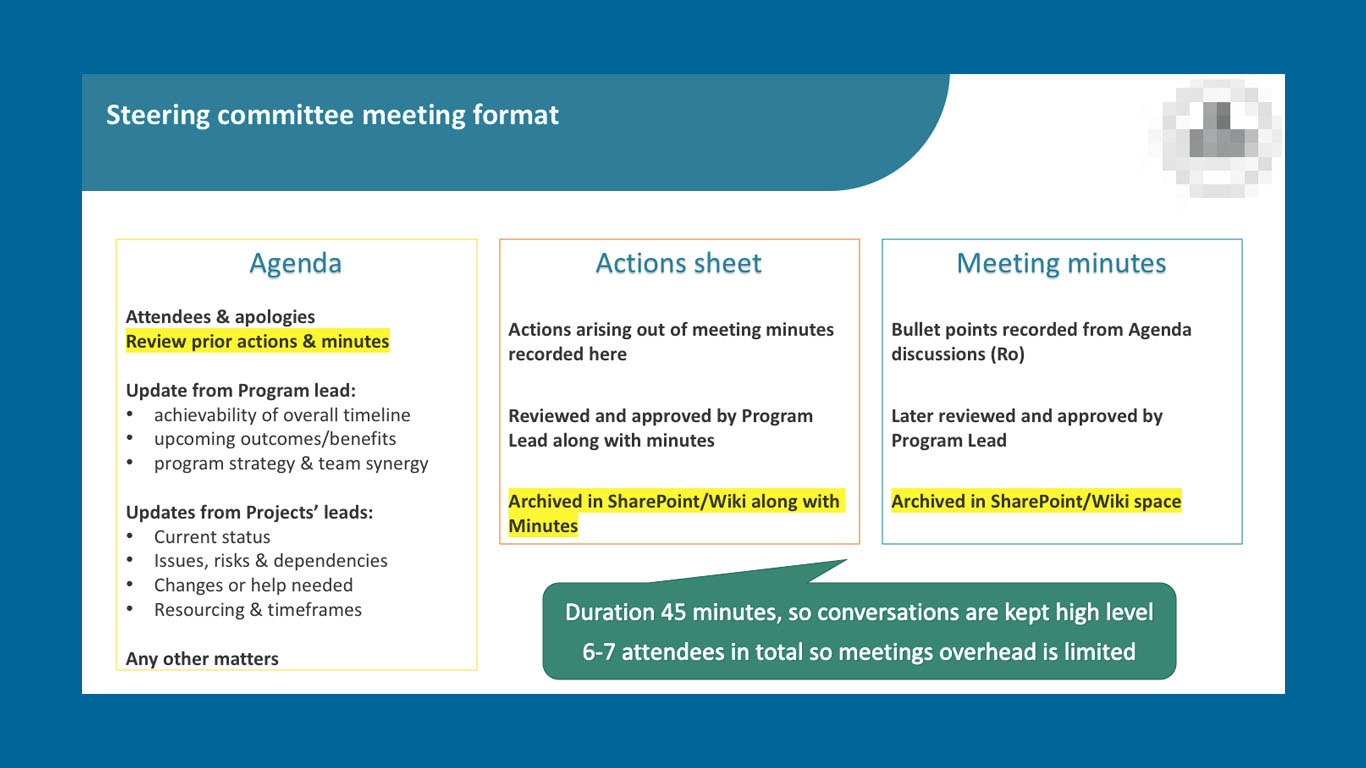 Steering committee meeting format
Agenda
Attendees & apologies
Review prior actions & minutes
Update from Program lead:
• achievability of overall timeline
• upcoming outcomes/benefits
• program strategy & team synergy
Updates from Projects’ leads:
• Current status
• Issues, risks & dependencies
• Changes or help needed
• Resourcing & timeframes
Any other matters
Actions sheet
Actions arising out of meeting minutes
recorded here
Reviewed and approved by Program
Lead along with minutes
Archived in SharePoint/Wiki along with
Minutes
Meeting minutes
Bullet points recorded from Agenda
discussions (Ro)
Later reviewed and approved by
Program Lead
Archived in SharePoint/Wiki space
Duration 45 minutes, so conversations are kept high level
6-7 attendees in total so meetings overhead is limited